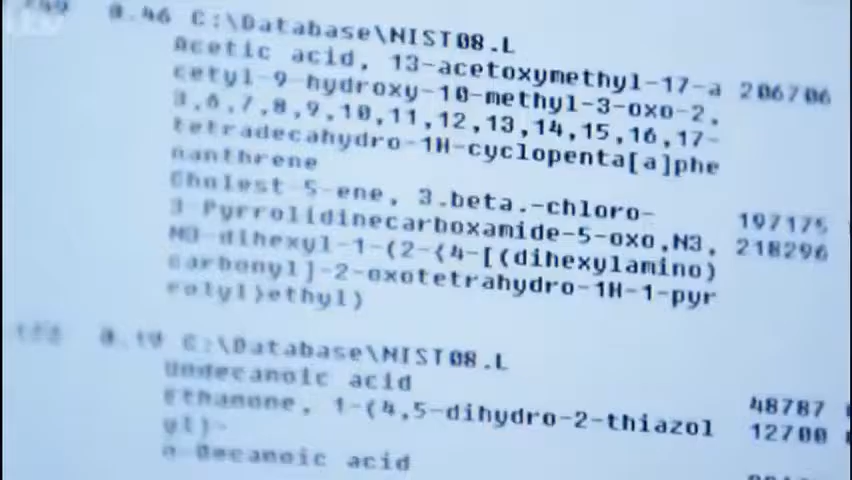 0.46 C:\Database\NIST08.L
Acetic acid, 13-acetoxymethyl-17-a 206706
cetyl-9-hydroxy-10-methyl-3-oxo-2,
3,6,7,8,9,10,11,12,13,14,15,16,17-
tetradecahydro-1H-cyclopenta[a]phe
nanthrene
Cholest-5-ene, 3.beta.-chloro- 197175
3-Pyrrolidinecarboxamide-5-oxo,N3, 218296
N3-dihexyl-1-(2-{4-[(dihexylamino)
carbonyl]-2-oxotetrahydro-1H-1-pyr
rolyl}ethyl)
0.19 C:\Database\NIST08.L
Undecanoic acid 48787
Ethanone, 1-(4,5-dihydro-2-thiazol 12700
yl)-
n-Decanoic acid